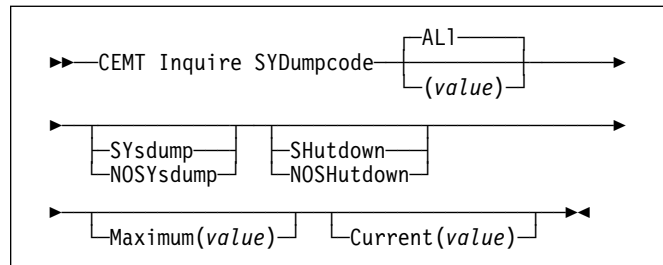 ALl
CEMT Inquire SYDumpcode
(value)
SYsdump SHutdown
NOSYsdump NOSHutdown
Maximum(value) Current(value)